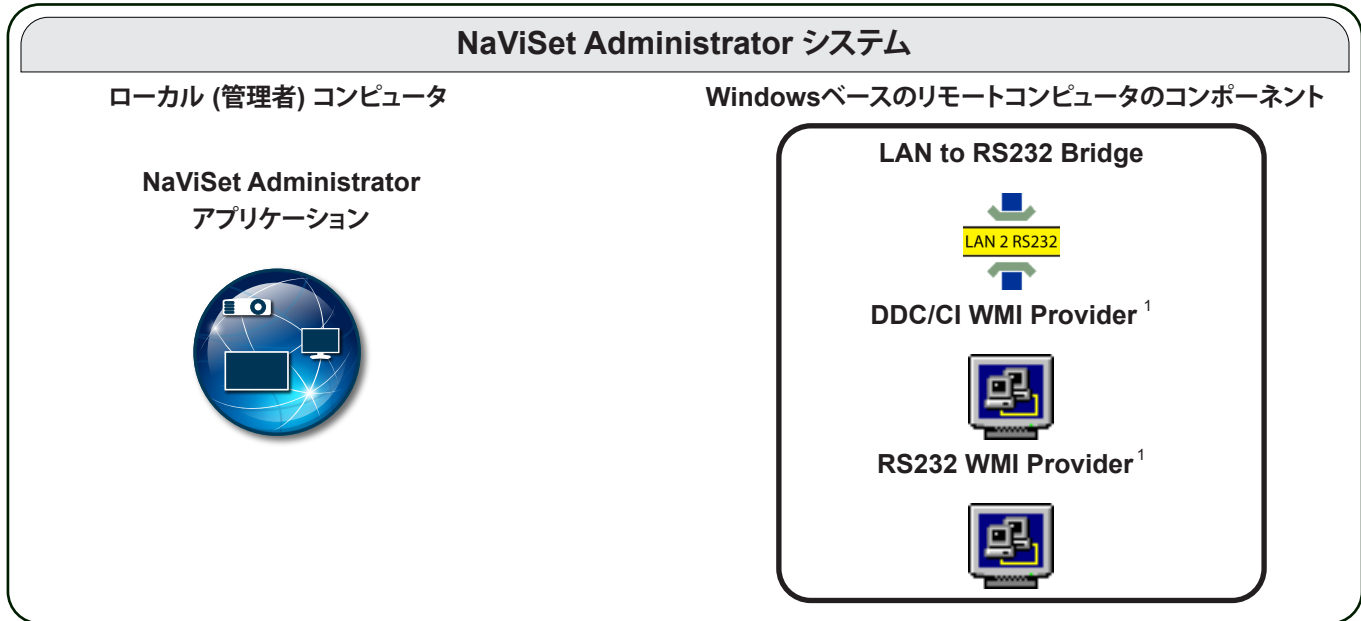 NaViSet Administrator システム
ローカル (管理者) コンピュータ
NaViSet Administrator
アプリケーション
Windowsベースのリモートコンピュータのコンポーネント
LAN to RS232 Bridge
LAN 2 RS232
DDC/CI WMI Provider 1
RS232 WMI Provider 1